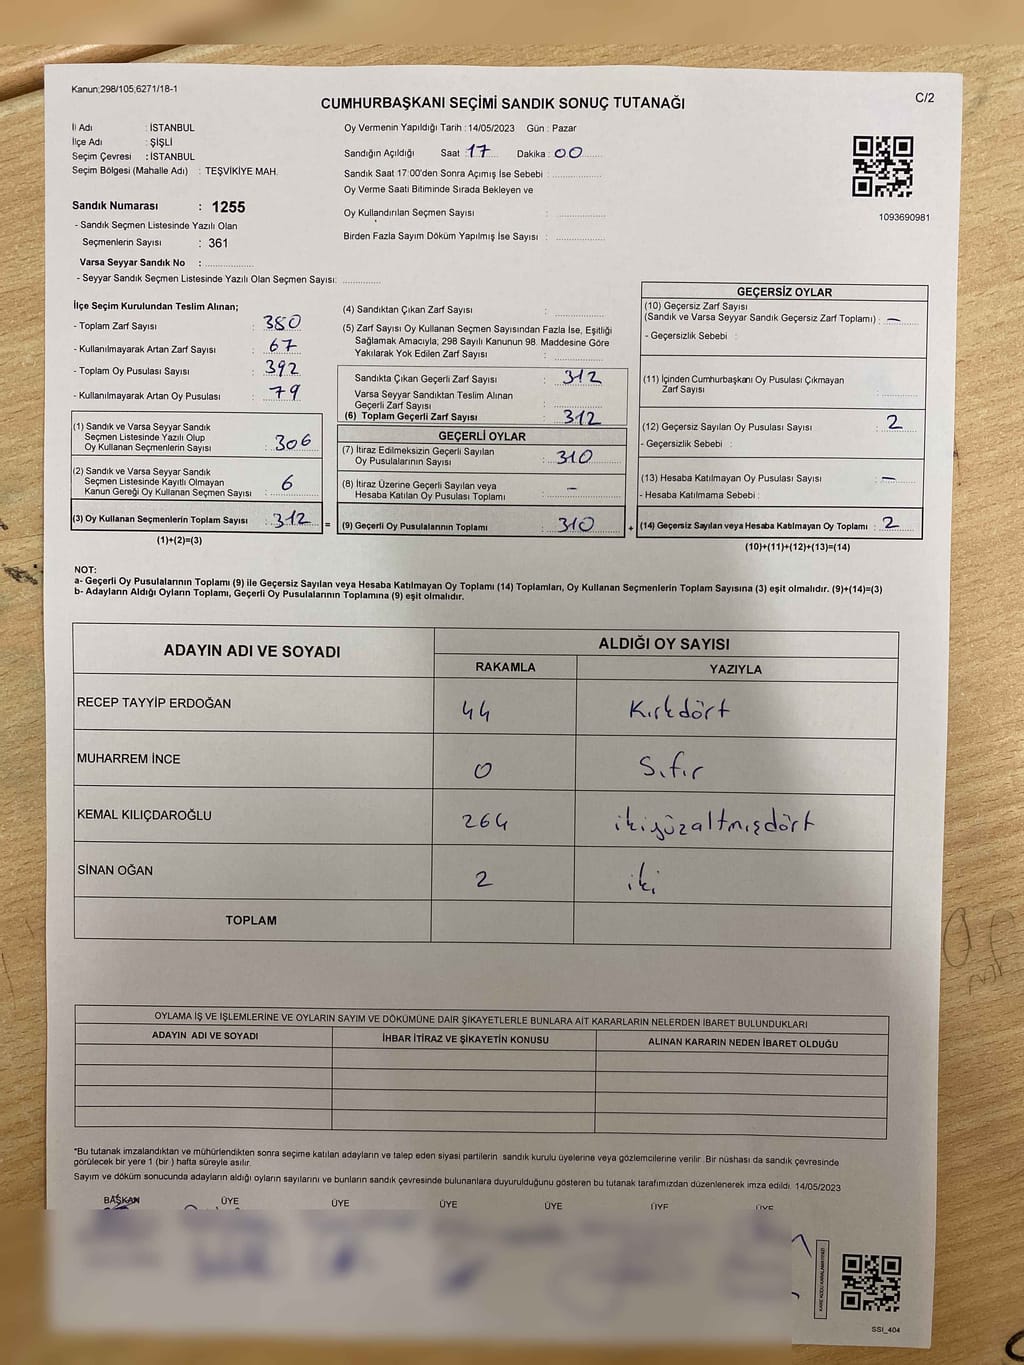 Kanun;298/105,6271/18-1
CUMHURBAŞKANI SEÇİMİ SANDIK SONUÇ TUTANAĞI
C/2
İl Adı : İSTANBUL
İlçe Adı : ŞİŞLİ
Seçim Çevresi : İSTANBUL
Seçim Bölgesi (Mahalle Adı) : TEŞVİKİYE MAH.
Sandık Numarası : 1255
- Sandık Seçmen Listesinde Yazılı Olan
Seçmenlerin Sayısı : 361
Varsa Seyyar Sandık No :
- Seyyar Sandık Seçmen Listesinde Yazılı Olan Seçmen Sayısı:
Oy Vermenin Yapıldığı Tarih : 14/05/2023 Gün : Pazar
Sandığın Açıldığı Saat : 17 Dakika : 00
Sandık Saat 17:00'den Sonra Açımış İse Sebebi :
Oy Verme Saati Bitiminde Sırada Bekleyen ve
Oy Kullandırılan Seçmen Sayısı :
Birden Fazla Sayım Döküm Yapılmış İse Sayısı :
1093690981
İlçe Seçim Kurulundan Teslim Alınan;
- Toplam Zarf Sayısı : 380
- Kullanılmayarak Artan Zarf Sayısı : 67
- Toplam Oy Pusulası Sayısı : 392
- Kullanılmayarak Artan Oy Pusulası : 79
(1) Sandık ve Varsa Seyyar Sandık
Seçmen Listesinde Yazılı Olup
Oy Kullanan Seçmenlerin Sayısı : 306
(2) Sandık ve Varsa Seyyar Sandık
Seçmen Listesinde Kayıtlı Olmayan
Kanun Gereği Oy Kullanan Seçmen Sayısı : 6
(3) Oy Kullanan Seçmenlerin Toplam Sayısı : 312 =
(1)+(2)=(3)
(4) Sandıktan Çıkan Zarf Sayısı :
(5) Zarf Sayısı Oy Kullanan Seçmen Sayısından Fazla İse, Eşitliği
Sağlamak Amacıyla, 298 Sayılı Kanunun 98. Maddesine Göre
Yakılarak Yok Edilen Zarf Sayısı :
Sandıkta Çıkan Geçerli Zarf Sayısı : 312
Varsa Seyyar Sandıktan Teslim Alınan
Geçerli Zarf Sayısı :
(6) Toplam Geçerli Zarf Sayısı : 312
GEÇERLİ OYLAR
(7) İtiraz Edilmeksizin Geçerli Sayılan
Oy Pusulalarının Sayısı : 310
(8) İtiraz Üzerine Geçerli Sayılan veya
Hesaba Katılan Oy Pusulası Toplamı : –
(9) Geçerli Oy Pusulalarının Toplamı : 310 +
GEÇERSİZ OYLAR
(10) Geçersiz Zarf Sayısı
(Sandık ve Varsa Seyyar Sandık Geçersiz Zarf Toplamı) : –
- Geçersizlik Sebebi :
(11) İçinden Cumhurbaşkanı Oy Pusulası Çıkmayan
Zarf Sayısı :
(12) Geçersiz Sayılan Oy Pusulası Sayısı : 2
- Geçersizlik Sebebi :
(13) Hesaba Katılmayan Oy Pusulası Sayısı : –
- Hesaba Katılmama Sebebi :
(14) Geçersiz Sayılan veya Hesaba Katılmayan Oy Toplamı : 2
(10)+(11)+(12)+(13)=(14)
NOT:
a- Geçerli Oy Pusulalarının Toplamı (9) ile Geçersiz Sayılan veya Hesaba Katılmayan Oy Toplamı (14) Toplamları, Oy Kullanan Seçmenlerin Toplam Sayısına (3) eşit olmalıdır. (9)+(14)=(3)
b- Adayların Aldığı Oyların Toplamı, Geçerli Oy Pusulalarının Toplamına (9) eşit olmalıdır.
ADAYIN ADI VE SOYADI
ALDIĞI OY SAYISI
RAKAMLA YAZIYLA
RECEP TAYYİP ERDOĞAN 44 Kırkdört
MUHARREM İNCE 0 Sıfır
KEMAL KILIÇDAROĞLU 264 ikiyüzaltmışdört
SİNAN OĞAN 2 iki
TOPLAM
OYLAMA İŞ VE İŞLEMLERİNE VE OYLARIN SAYIM VE DÖKÜMÜNE DAİR ŞİKAYETLERLE BUNLARA AİT KARARLARIN NELERDEN İBARET BULUNDUKLARI
ADAYIN ADI VE SOYADI İHBAR İTİRAZ VE ŞİKAYETİN KONUSU ALINAN KARARIN NEDEN İBARET OLDUĞU
*Bu tutanak imzalandıktan ve mühürlendikten sonra seçime katılan adayların ve talep eden siyasi partilerin sandık kurulu üyelerine veya gözlemcilerine verilir. Bir nüshası da sandık çevresinde
görülecek bir yere 1 (bir ) hafta süreyle asılır.
Sayım ve döküm sonucunda adayların aldığı oyların sayılarını ve bunların sandık çevresinde bulunanlara duyurulduğunu gösteren bu tutanak tarafımızdan düzenlenerek imza edildi. 14/05/2023
BAŞKAN ÜYE ÜYE ÜYE ÜYE ÜYE ÜYE
SSI_404